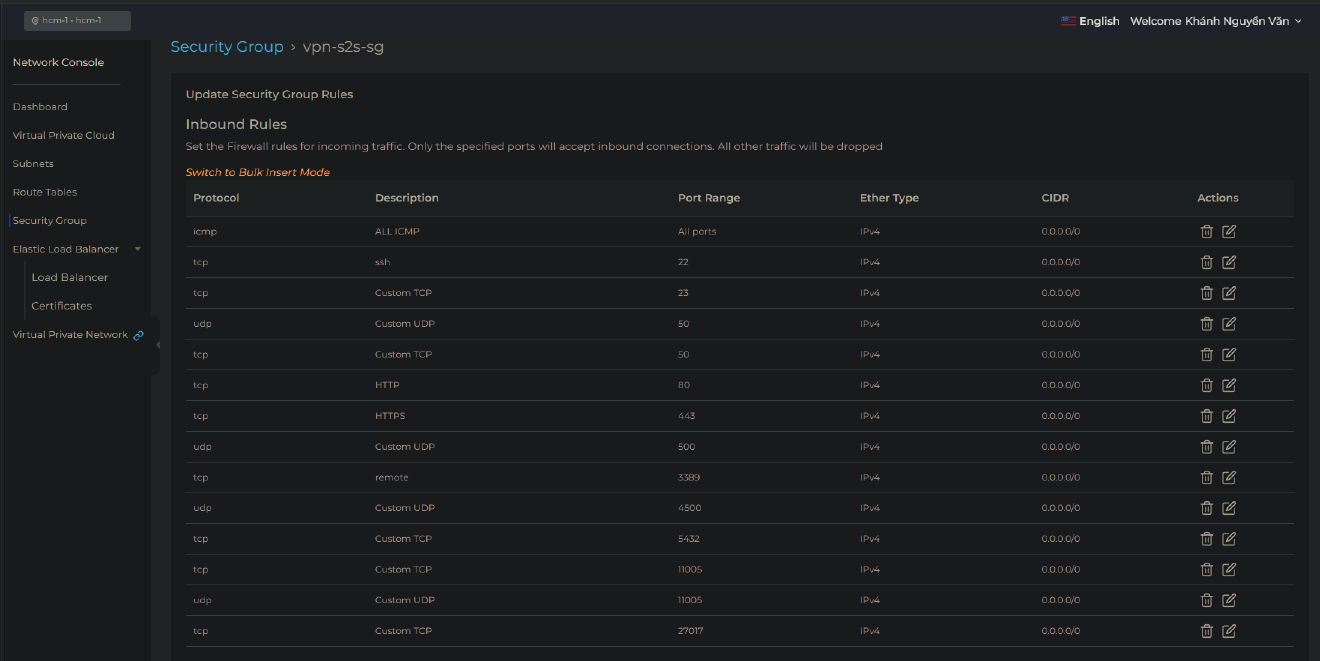 hcm-1 - hcm-1
English Welcome Khánh Nguyễn Văn
Network Console
Dashboard
Virtual Private Cloud
Subnets
Route Tables
Security Group
Elastic Load Balancer
Load Balancer
Certificates
Virtual Private Network
Security Group › vpn-s2s-sg
Update Security Group Rules
Inbound Rules
Set the Firewall rules for incoming traffic. Only the specified ports will accept inbound connections. All other traffic will be dropped
Switch to Bulk Insert Mode
Protocol Description Port Range Ether Type CIDR Actions
icmp ALL ICMP All ports IPv4 0.0.0.0/0
tcp ssh 22 IPv4 0.0.0.0/0
tcp Custom TCP 23 IPv4 0.0.0.0/0
udp Custom UDP 50 IPv4 0.0.0.0/0
tcp Custom TCP 50 IPv4 0.0.0.0/0
tcp HTTP 80 IPv4 0.0.0.0/0
tcp HTTPS 443 IPv4 0.0.0.0/0
udp Custom UDP 500 IPv4 0.0.0.0/0
tcp remote 3389 IPv4 0.0.0.0/0
udp Custom UDP 4500 IPv4 0.0.0.0/0
tcp Custom TCP 5432 IPv4 0.0.0.0/0
tcp Custom TCP 11005 IPv4 0.0.0.0/0
udp Custom UDP 11005 IPv4 0.0.0.0/0
tcp Custom TCP 27017 IPv4 0.0.0.0/0